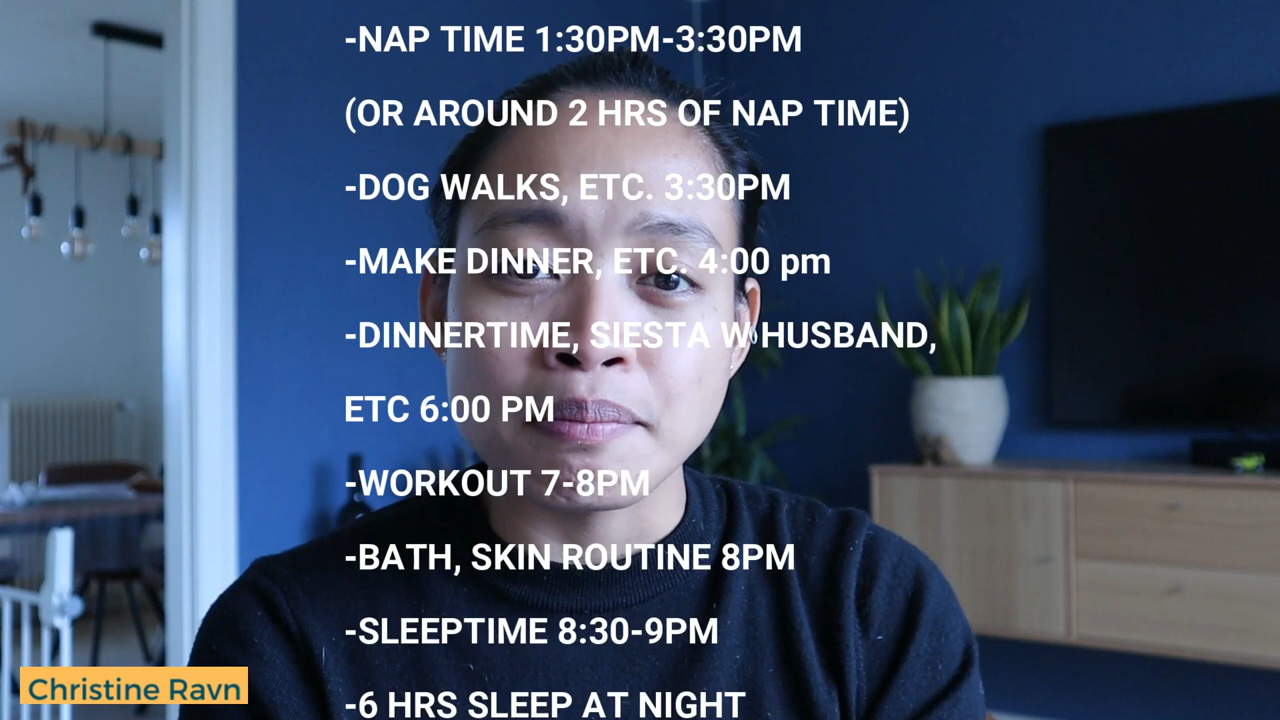 -NAP TIME 1:30PM-3:30PM
(OR AROUND 2 HRS OF NAP TIME)
-DOG WALKS, ETC. 3:30PM
-MAKE DINNER, ETC. 4:00 pm
-DINNERTIME, SIESTA W/HUSBAND,
ETC 6:00 PM
-WORKOUT 7-8PM
-BATH, SKIN ROUTINE 8PM
-SLEEPTIME 8:30-9PM
-6 HRS SLEEP AT NIGHT
Christine Ravn